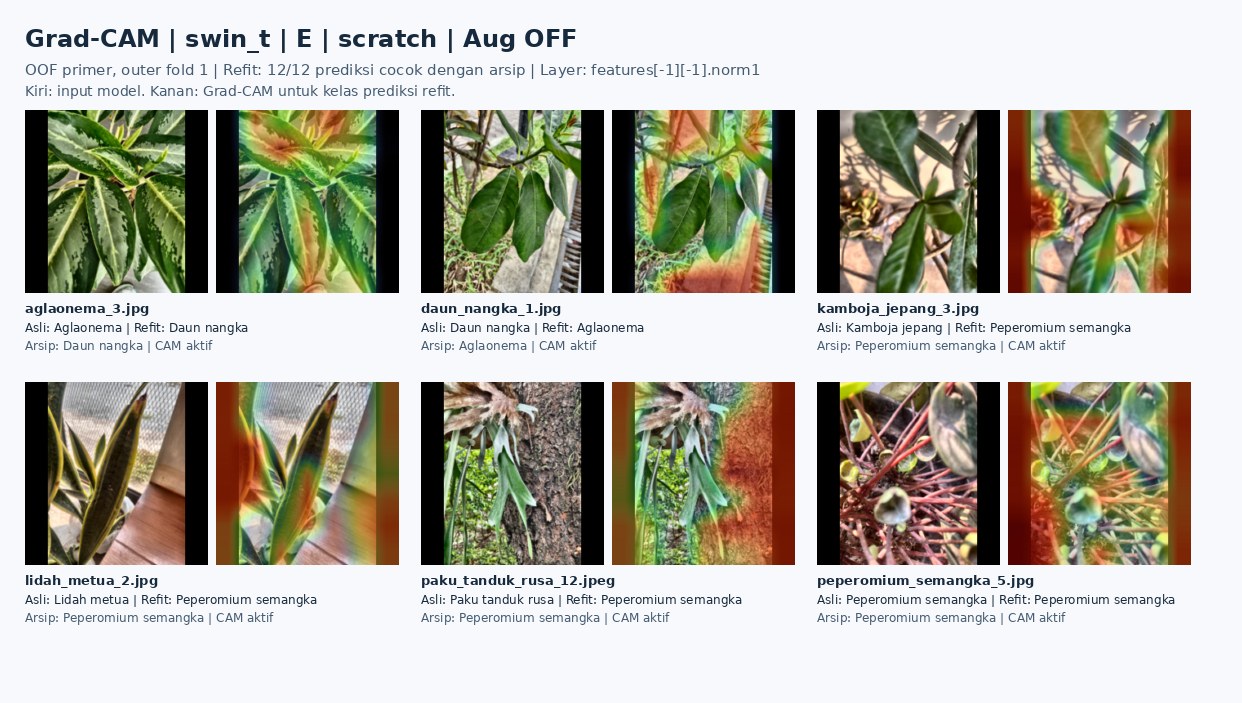 Grad-CAM | swin_t | E | scratch | Aug OFF
OOF primer, outer fold 1 | Refit: 12/12 prediksi cocok dengan arsip | Layer: features[-1][-1].norm1
Kiri: input model. Kanan: Grad-CAM untuk kelas prediksi refit.
aglaonema_3.jpg
Asli: Aglaonema | Refit: Daun nangka
Arsip: Daun nangka | CAM aktif
daun_nangka_1.jpg
Asli: Daun nangka | Refit: Aglaonema
Arsip: Aglaonema | CAM aktif
kamboja_jepang_3.jpg
Asli: Kamboja jepang | Refit: Peperomium semangka
Arsip: Peperomium semangka | CAM aktif
lidah_metua_2.jpg
Asli: Lidah metua | Refit: Peperomium semangka
Arsip: Peperomium semangka | CAM aktif
paku_tanduk_rusa_12.jpeg
Asli: Paku tanduk rusa | Refit: Peperomium semangka
Arsip: Peperomium semangka | CAM aktif
peperomium_semangka_5.jpg
Asli: Peperomium semangka | Refit: Peperomium semangka
Arsip: Peperomium semangka | CAM aktif